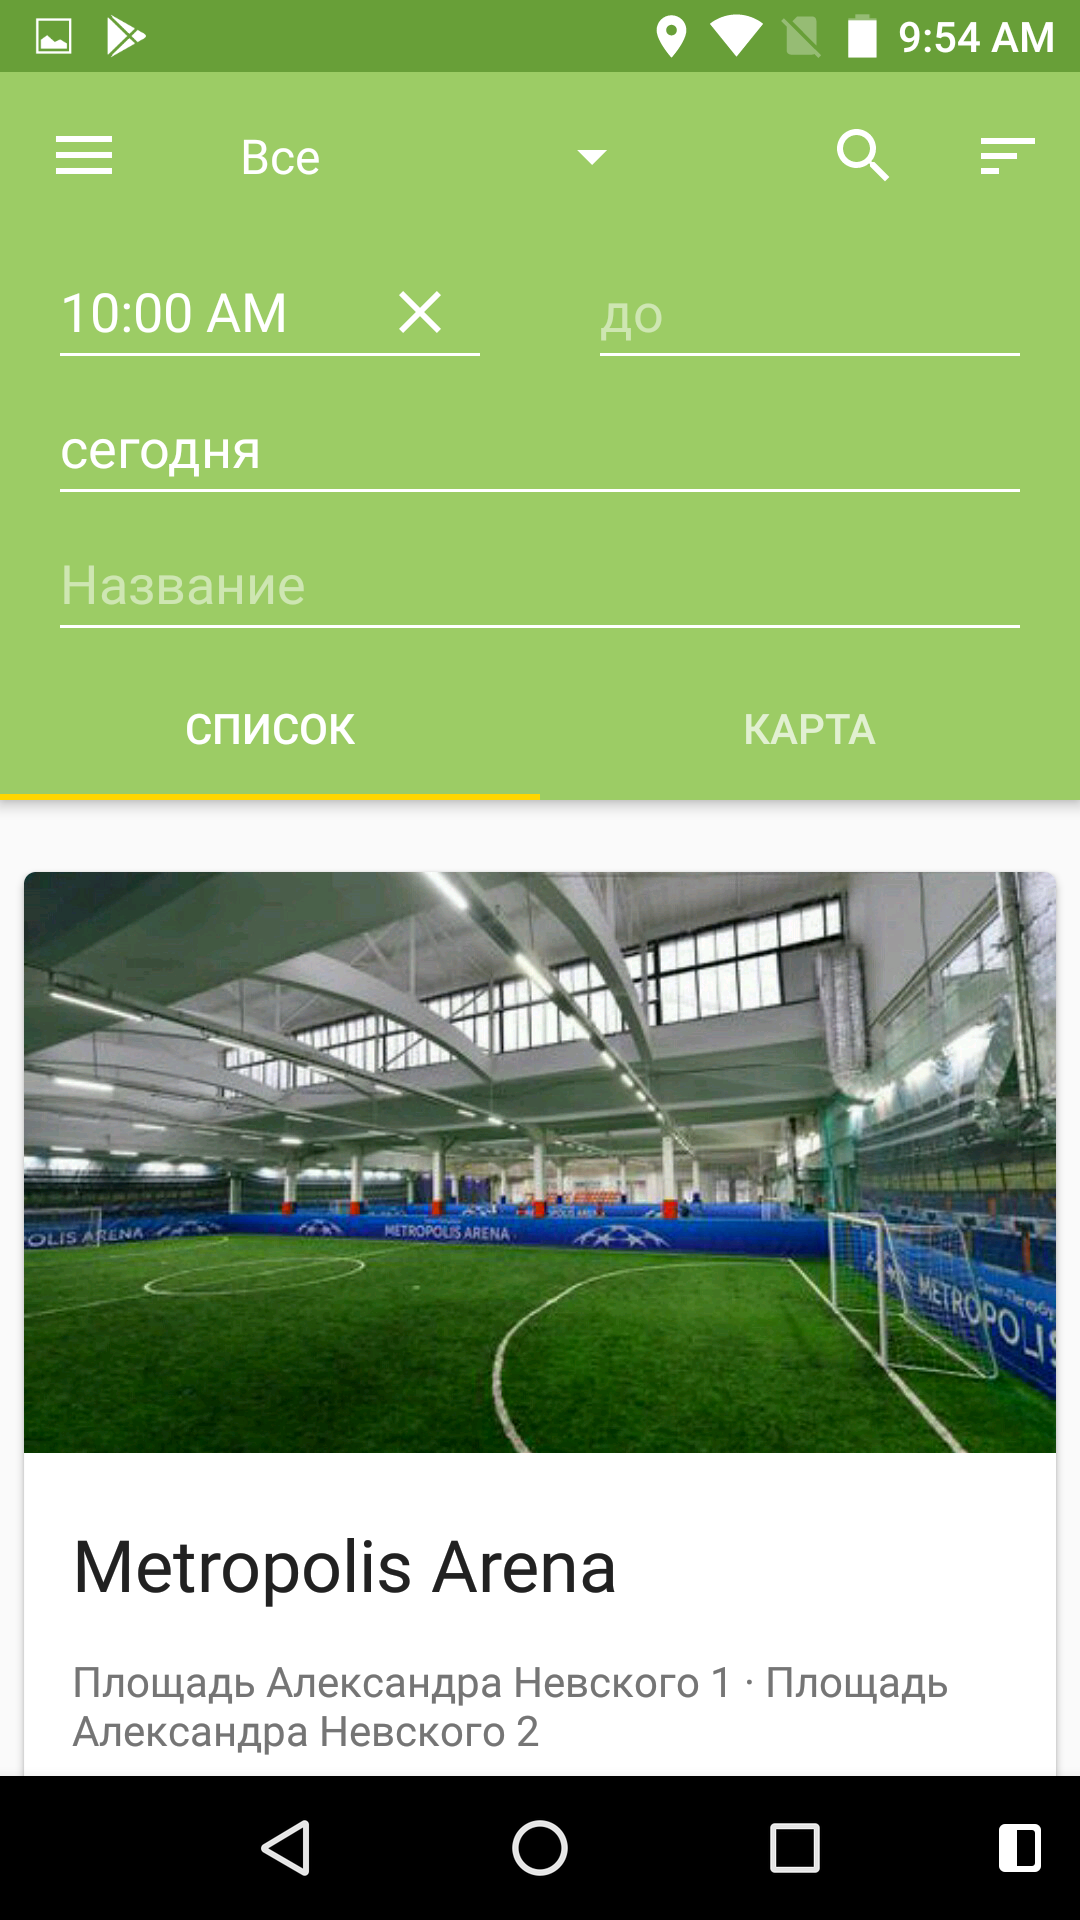 9:54 AM
Все
10:00 AM
до
сегодня
Название
СПИСОК
КАРТА
OLIS ARENA
METROPOLIS ARENA
METROPOLIS
Metropolis Arena
Площадь Александра Невского 1 · Площадь
Александра Невского 2